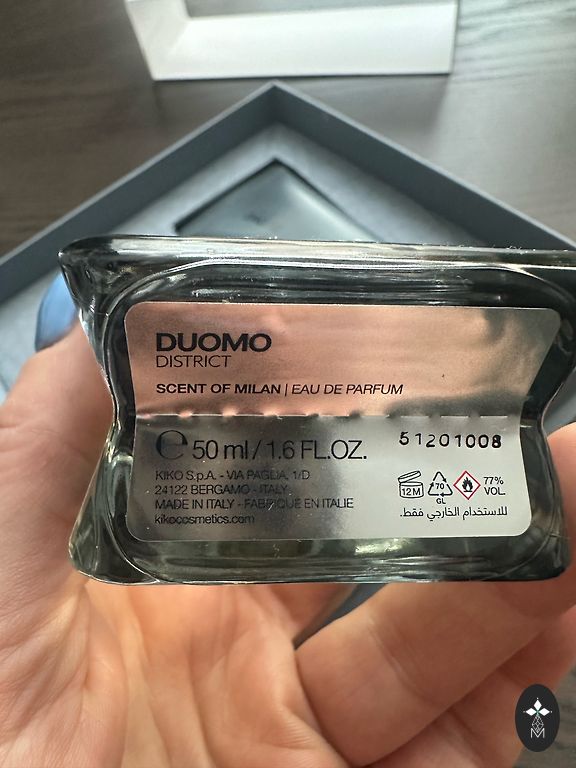 DUOMO
DISTRICT
SCENT OF MILAN | EAU DE PARFUM
℮ 50 ml / 1.6 FL.OZ.
51201008
KIKO S.p.A. - VIA PAGLIA, 1/D
24122 BERGAMO - ITALY
MADE IN ITALY - FABRIQUÉ EN ITALIE
kikocosmetics.com
12 M
70
GL
77%
VOL
للاستخدام الخارجي فقط.
M